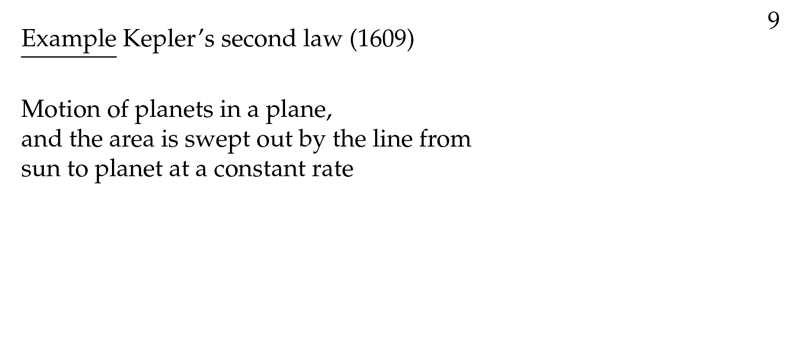 9
Example Kepler's second law (1609)
Motion of planets in a plane,
and the area is swept out by the line from
sun to planet at a constant rate